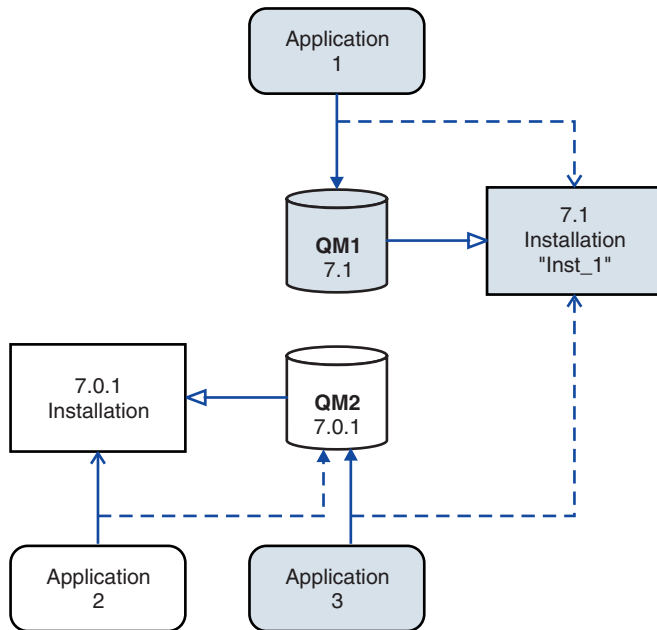 Application
1
QM1
7.1
7.1
Installation
"Inst_1"
7.0.1
Installation
QM2
7.0.1
Application
2
Application
3